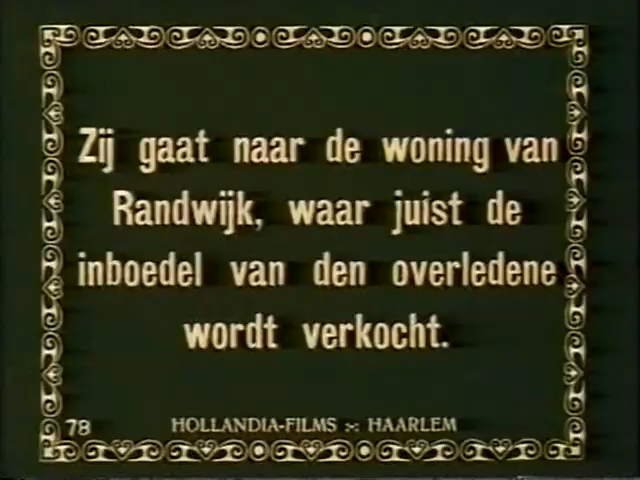 Zij gaat naar de woning van
Randwijk, waar juist de
inboedel van den overledene
wordt verkocht.
78 HOLLANDIA-FILMS :-: HAARLEM